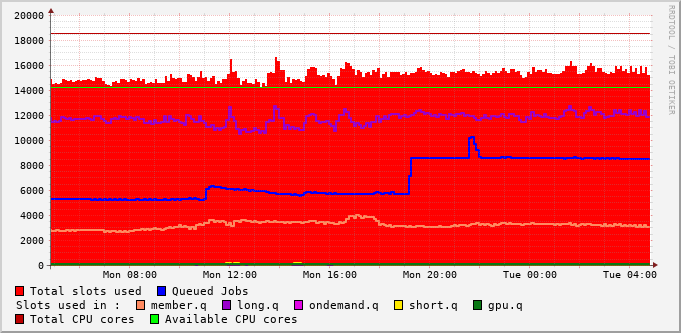 20000
18000
16000
14000
12000
10000
8000
6000
4000
2000
0
Mon 08:00 Mon 12:00 Mon 16:00 Mon 20:00 Tue 00:00 Tue 04:00
Total slots used Queued Jobs
Slots used in : member.q long.q ondemand.q short.q gpu.q
Total CPU cores Available CPU cores
RRDTOOL / TOBI OETIKER